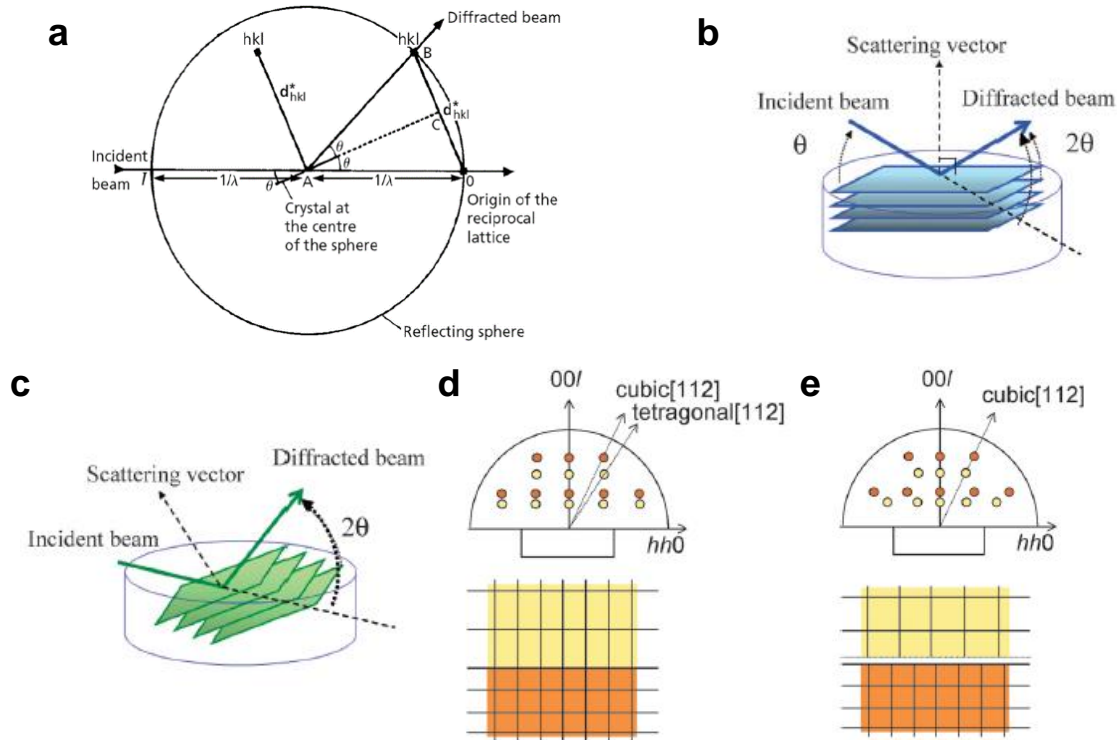 a
hkl
d*hkl
hkl
B
Diffracted beam
d*hkl
C
θ
θ
Incident
beam
I
1/λ
θ
A
1/λ
0
Crystal at
the centre
of the sphere
Origin of the
reciprocal
lattice
Reflecting sphere
b
Scattering vector
Incident beam
Diffracted beam
θ
2θ
c
Diffracted beam
Scattering vector
2θ
Incident beam
d
00l
cubic[112]
tetragonal[112]
hh0
e
00l
cubic[112]
hh0